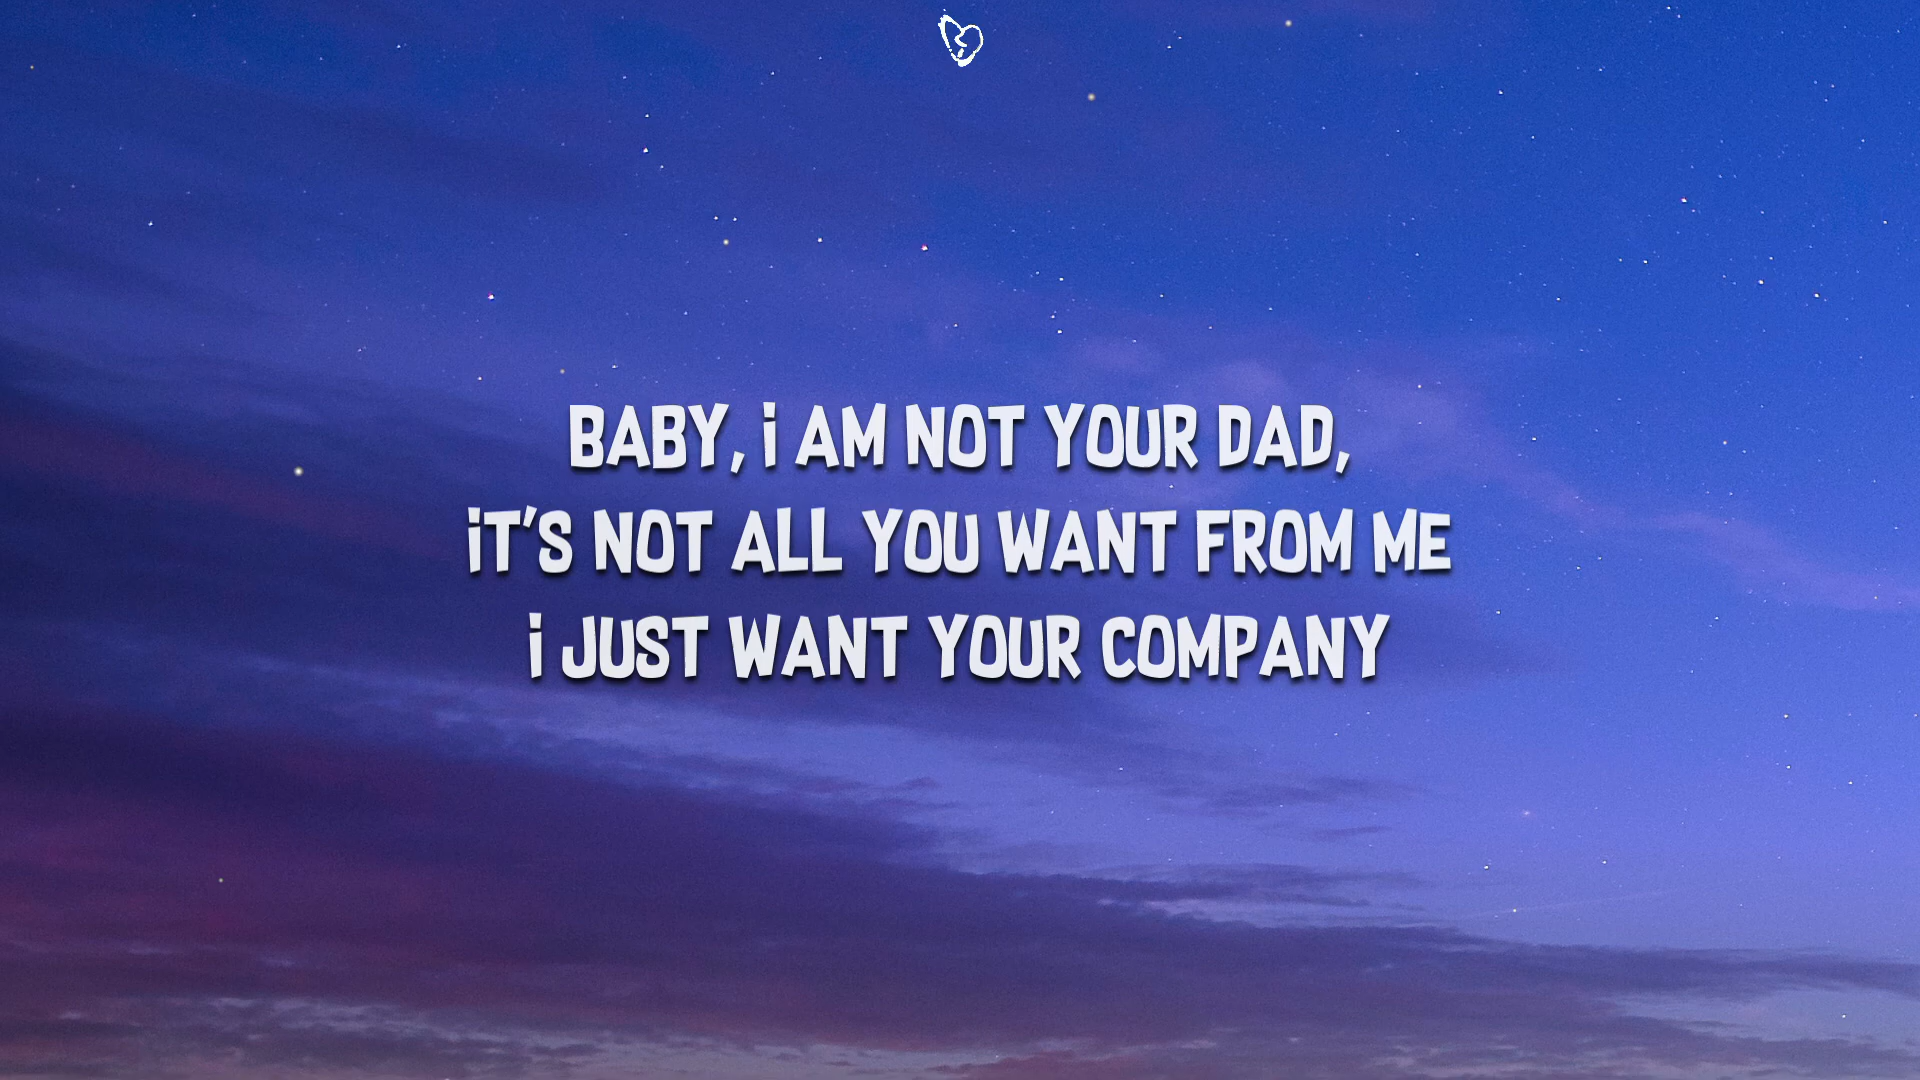 BABY, i AM NOT YOUR DAD,
iT'S NOT ALL YOU WANT FROM ME
i JUST WANT YOUR COMPANY